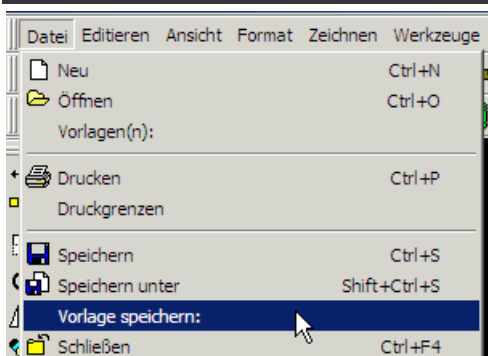 Datei Editieren Ansicht Format Zeichnen Werkzeuge
Neu Ctrl+N
Öffnen Ctrl+O
Vorlagen(n):
Drucken Ctrl+P
Druckgrenzen
Speichern Ctrl+S
Speichern unter Shift+Ctrl+S
Vorlage speichern:
Schließen Ctrl+F4